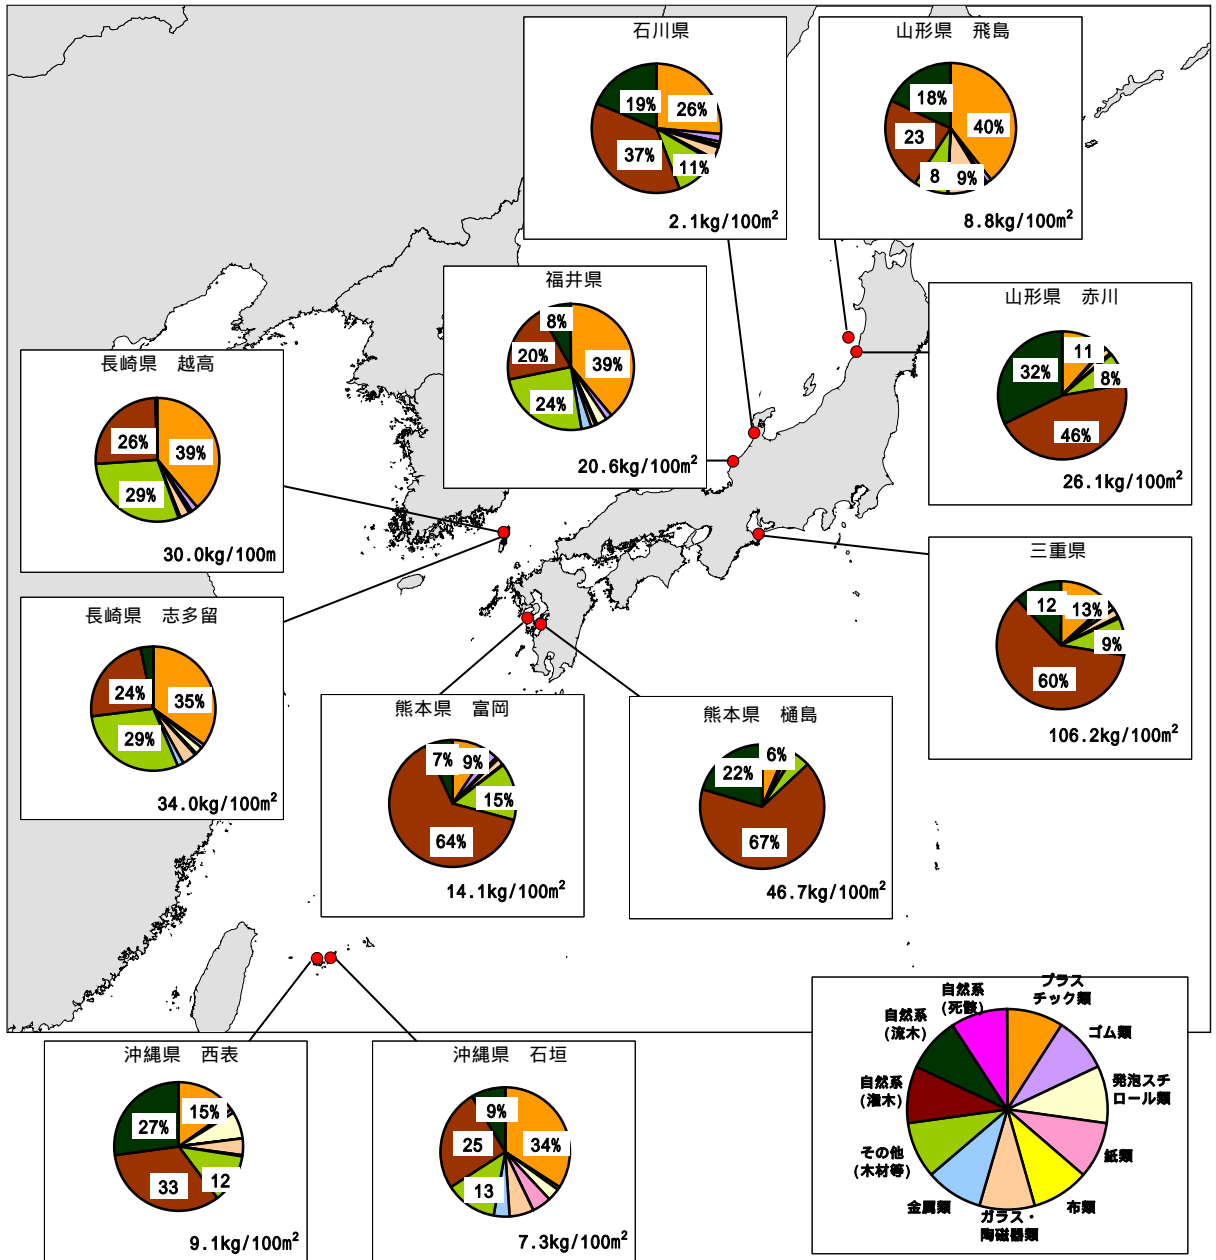 石川県
19%
26%
37%
11%
2.1kg/100m²
山形県 飛島
18%
40%
23
8
9%
8.8kg/100m²
福井県
8%
39%
20%
24%
20.6kg/100m²
山形県 赤川
11
32%
8%
46%
26.1kg/100m²
長崎県 越高
26%
39%
29%
30.0kg/100m
長崎県 志多留
24%
35%
29%
34.0kg/100m²
三重県
12
13%
9%
60%
106.2kg/100m²
熊本県 富岡
7%
9%
15%
64%
14.1kg/100m²
熊本県 樋島
6%
22%
67%
46.7kg/100m²
沖縄県 西表
15%
27%
12
33
9.1kg/100m²
沖縄県 石垣
9%
34%
25
13
7.3kg/100m²
プラス
チック類
ゴム類
発泡スチ
ロール類
紙類
布類
ガラス・
陶磁器類
金属類
その他
(木材等)
自然系
(灌木)
自然系
(流木)
自然系
(死骸)